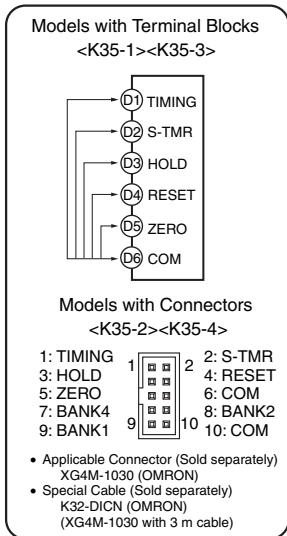 Models with Terminal Blocks
<K35-1><K35-3>
D1 TIMING
D2 S-TMR
D3 HOLD
D4 RESET
D5 ZERO
D6 COM
Models with Connectors
<K35-2><K35-4>
1: TIMING 1 2 2: S-TMR
3: HOLD 4: RESET
5: ZERO 6: COM
7: BANK4 8: BANK2
9: BANK1 9 10 10: COM
• Applicable Connector (Sold separately)
XG4M-1030 (OMRON)
• Special Cable (Sold separately)
K32-DICN (OMRON)
(XG4M-1030 with 3 m cable)